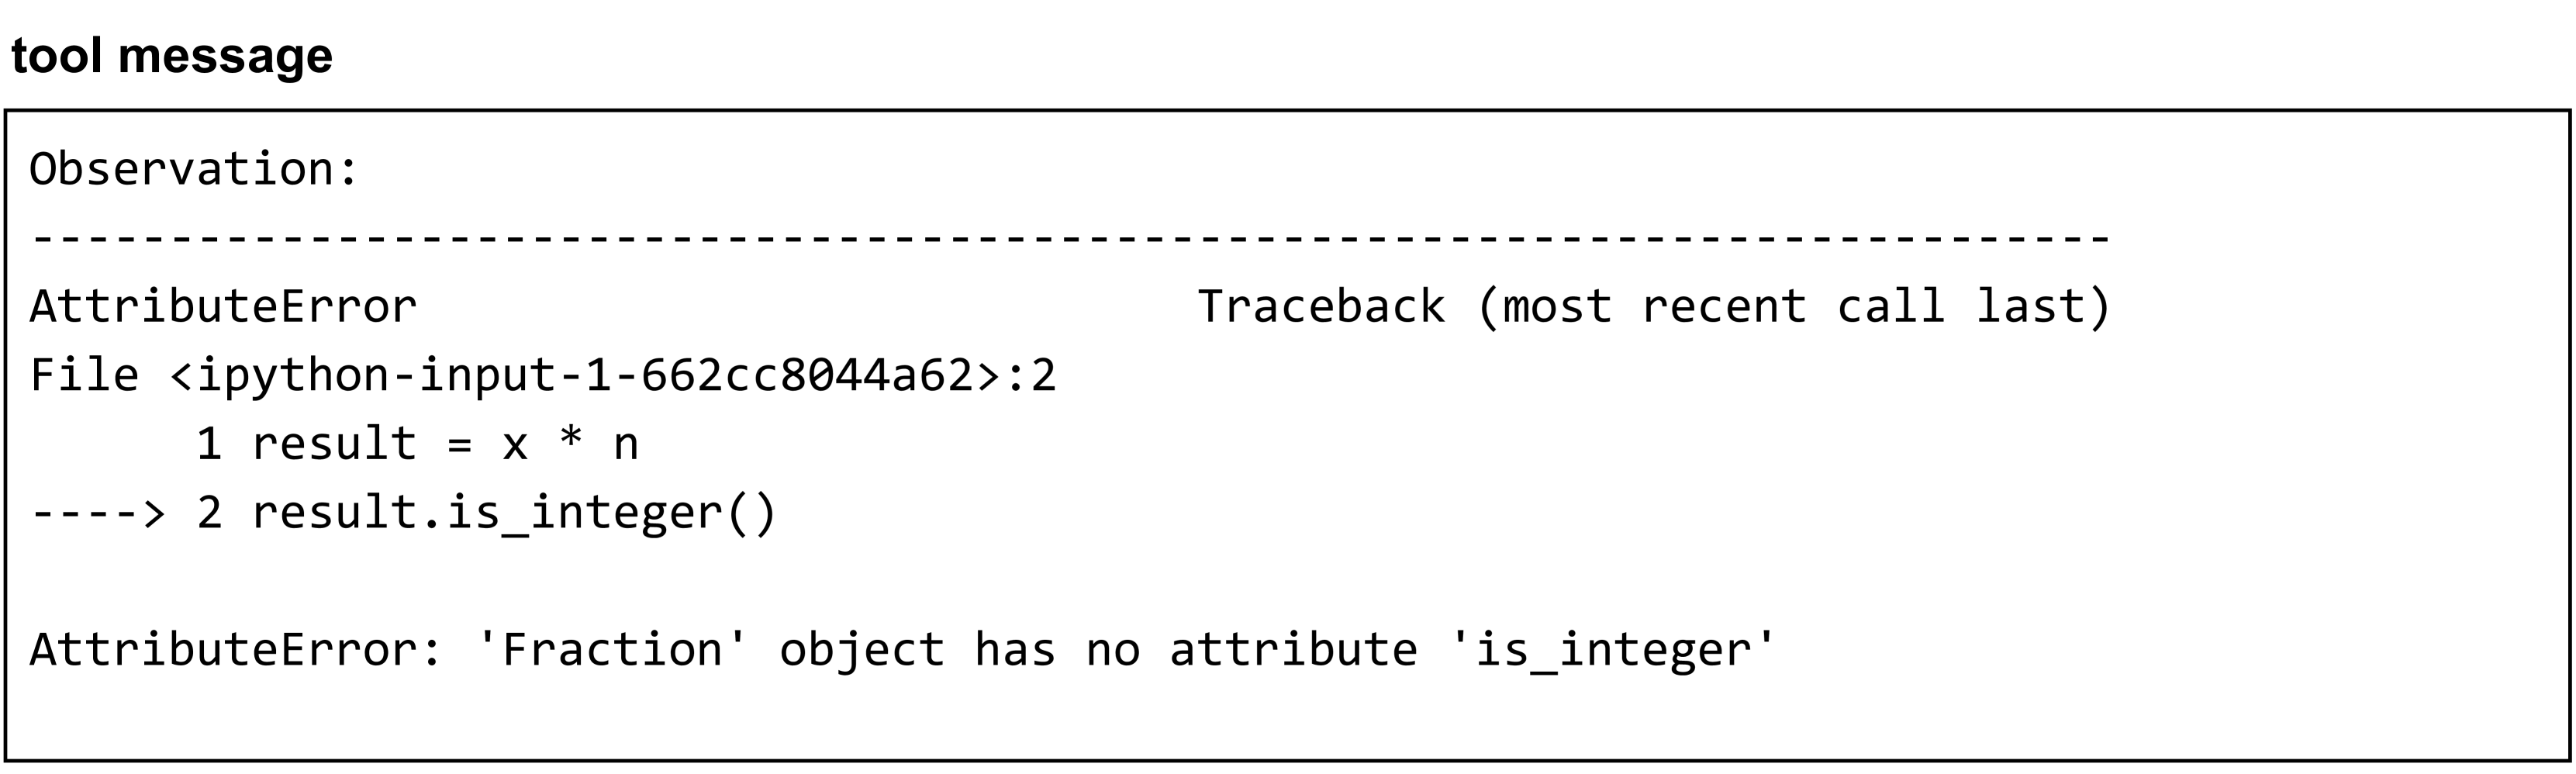 tool message
Observation:
---------------------------------------------------------------------------
AttributeError                            Traceback (most recent call last)
File <ipython-input-1-662cc8044a62>:2
      1 result = x * n
----> 2 result.is_integer()

AttributeError: 'Fraction' object has no attribute 'is_integer'